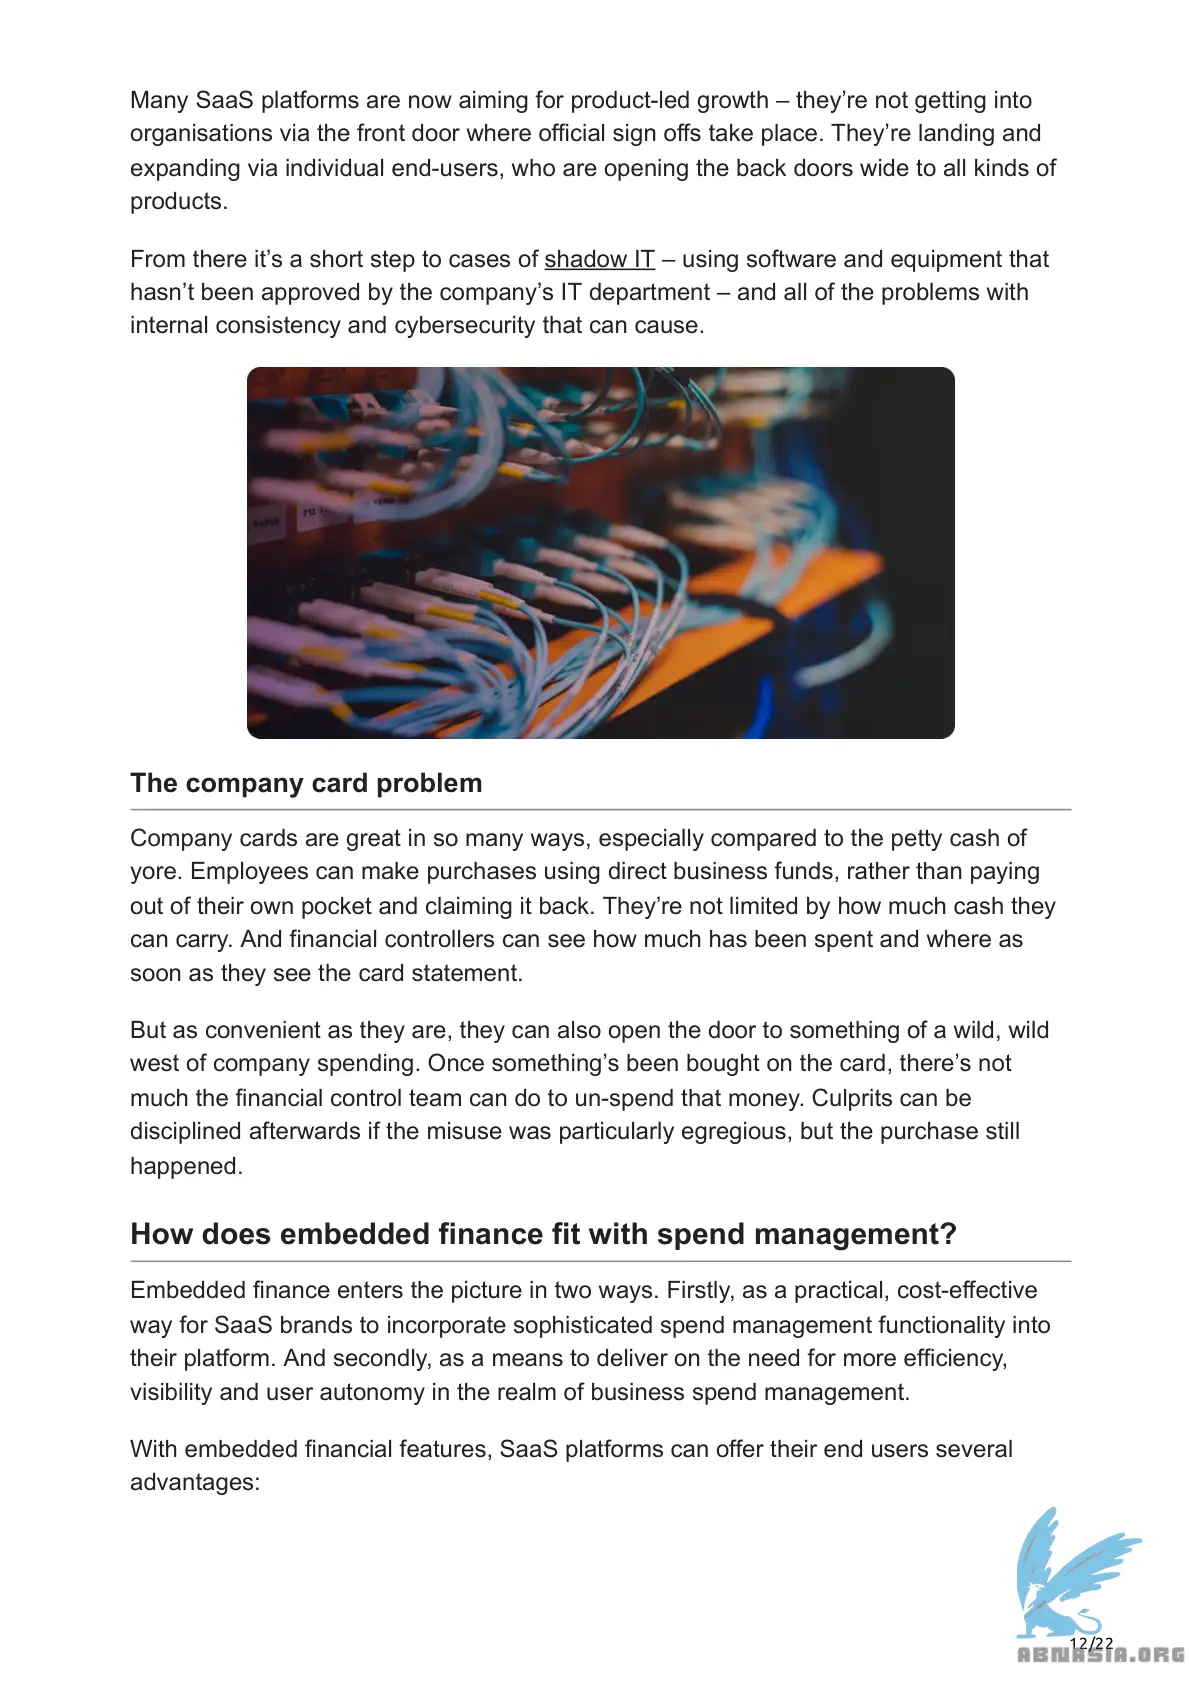 Many SaaS platforms are now aiming for product-led growth – they’re not getting into
organisations via the front door where official sign offs take place. They’re landing and
expanding via individual end-users, who are opening the back doors wide to all kinds of
products.
From there it’s a short step to cases of shadow IT – using software and equipment that
hasn’t been approved by the company’s IT department – and all of the problems with
internal consistency and cybersecurity that can cause.
The company card problem
Company cards are great in so many ways, especially compared to the petty cash of
yore. Employees can make purchases using direct business funds, rather than paying
out of their own pocket and claiming it back. They’re not limited by how much cash they
can carry. And financial controllers can see how much has been spent and where as
soon as they see the card statement.
But as convenient as they are, they can also open the door to something of a wild, wild
west of company spending. Once something’s been bought on the card, there’s not
much the financial control team can do to un-spend that money. Culprits can be
disciplined afterwards if the misuse was particularly egregious, but the purchase still
happened.
How does embedded finance fit with spend management?
Embedded finance enters the picture in two ways. Firstly, as a practical, cost-effective
way for SaaS brands to incorporate sophisticated spend management functionality into
their platform. And secondly, as a means to deliver on the need for more efficiency,
visibility and user autonomy in the realm of business spend management.
With embedded financial features, SaaS platforms can offer their end users several
advantages:
12/22
ABNASIA.ORG